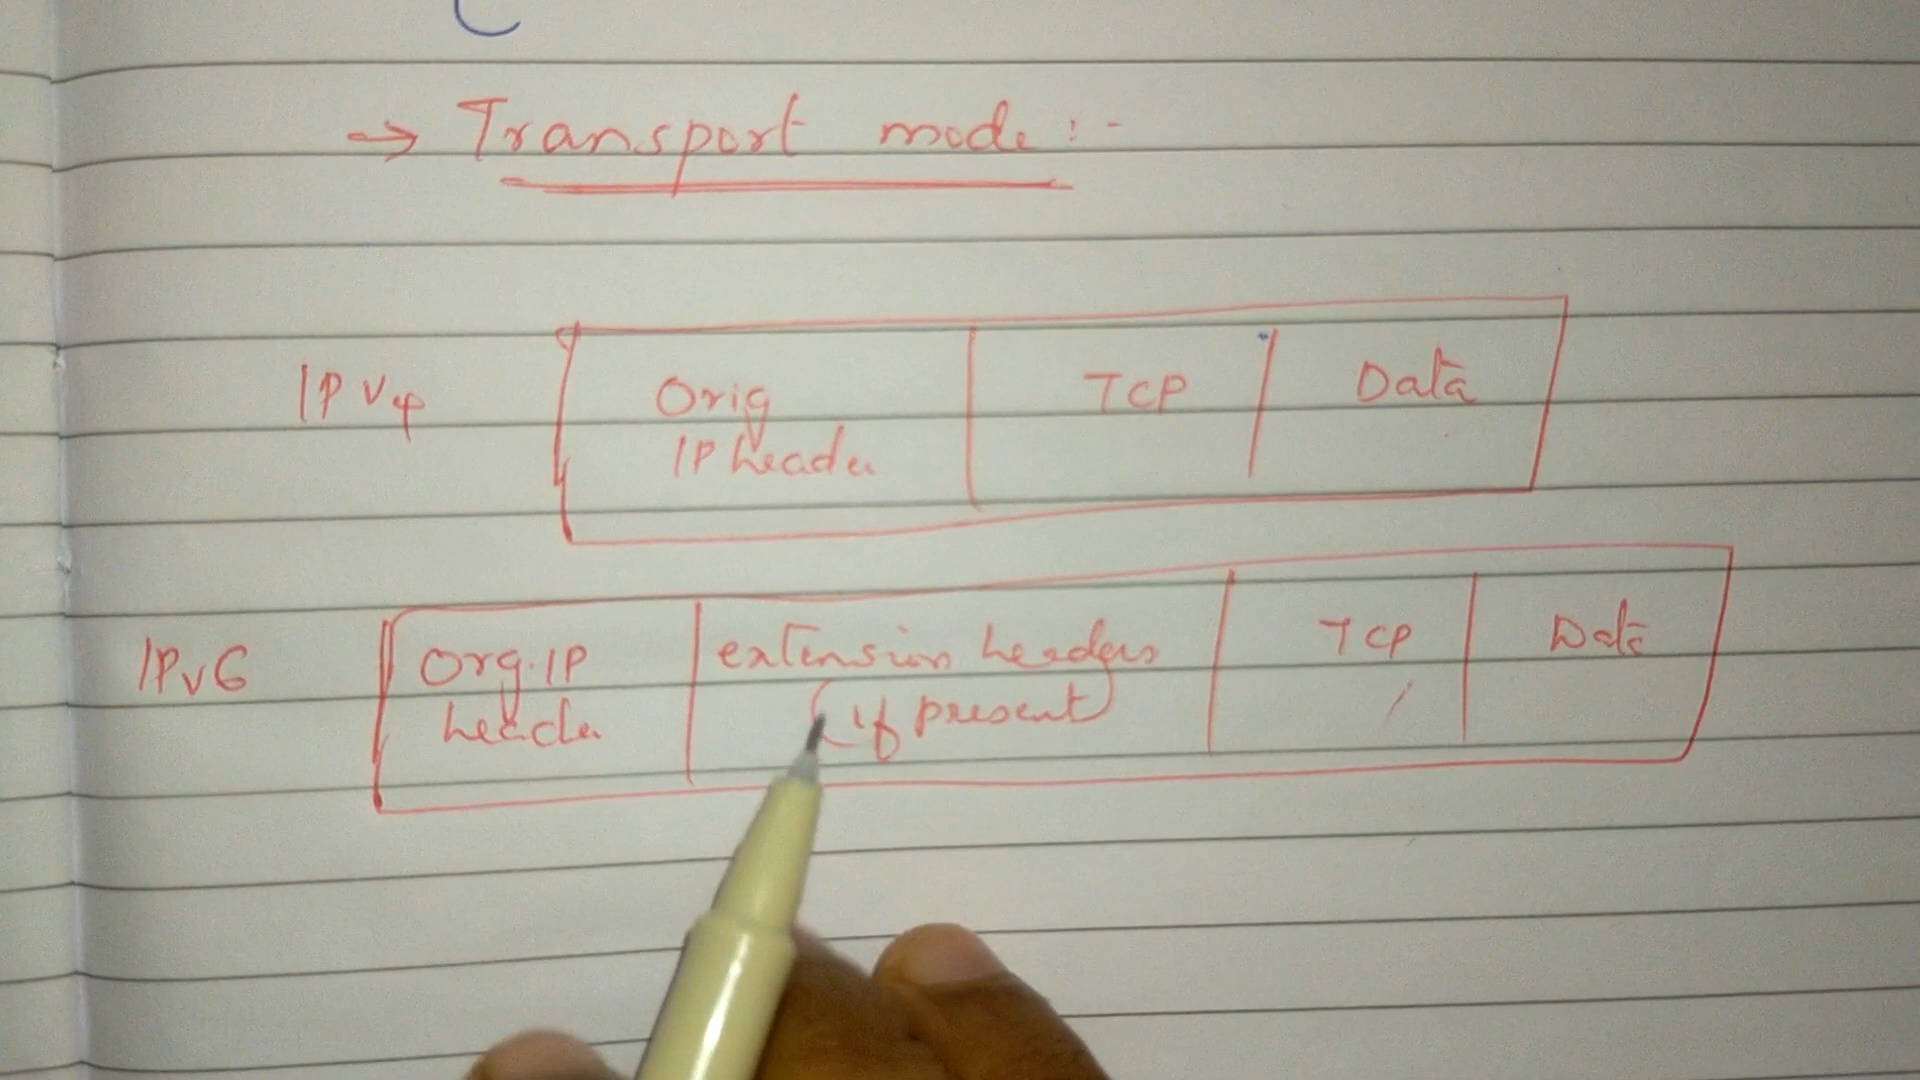 → Transport mode :-
IPv4 Orig TCP Data
IP header
IPv6 Org.IP extension headers TCP Data
header (if present)